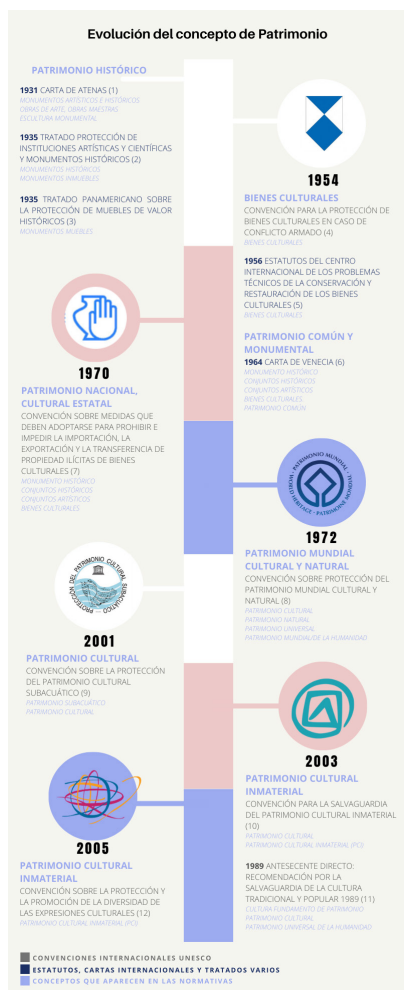 Evolución del concepto de Patrimonio
PATRIMONIO HISTÓRICO
1931 CARTA DE ATENAS (1)
MONUMENTOS ARTÍSTICOS E HISTÓRICOS
OBRAS DE ARTE, OBRAS MAESTRAS
ESCULTURA MONUMENTAL
1935 TRATADO PROTECCIÓN DE
INSTITUCIONES ARTÍSTICAS Y CIENTÍFICAS
Y MONUMENTOS HISTÓRICOS (2)
MONUMENTOS HISTÓRICOS
MONUMENTOS INMUEBLES
1935 TRATADO PANAMERICANO SOBRE
LA PROTECCIÓN DE MUEBLES DE VALOR
HISTÓRICOS (3)
MONUMENTOS MUEBLES
1954
BIENES CULTURALES
CONVENCIÓN PARA LA PROTECCIÓN DE
BIENES CULTURALES EN CASO DE
CONFLICTO ARMADO (4)
BIENES CULTURALES
1956 ESTATUTOS DEL CENTRO
INTERNACIONAL DE LOS PROBLEMAS
TÉCNICOS DE LA CONSERVACIÓN Y
RESTAURACIÓN DE LOS BIENES
CULTURALES (5)
BIENES CULTURALES
PATRIMONIO COMÚN Y
MONUMENTAL
1964 CARTA DE VENECIA (6)
MONUMENTO HISTÓRICO
CONJUNTOS HISTÓRICOS
CONJUNTOS ARTÍSTICOS
BIENES CULTURALES
PATRIMONIO COMÚN
1970
PATRIMONIO NACIONAL,
CULTURAL ESTATAL
CONVENCIÓN SOBRE MEDIDAS QUE
DEBEN ADOPTARSE PARA PROHIBIR E
IMPEDIR LA IMPORTACIÓN, LA
EXPORTACIÓN Y LA TRANSFERENCIA DE
PROPIEDAD ILÍCITAS DE BIENES
CULTURALES (7)
MONUMENTO HISTÓRICO
CONJUNTOS HISTÓRICOS
CONJUNTOS ARTÍSTICOS
BIENES CULTURALES
PATRIMONIO MUNDIAL • WORLD HERITAGE • PATRIMOINE MONDIAL
1972
PATRIMONIO MUNDIAL
CULTURAL Y NATURAL
CONVENCIÓN SOBRE PROTECCIÓN DEL
PATRIMONIO MUNDIAL CULTURAL Y
NATURAL (8)
PATRIMONIO CULTURAL
PATRIMONIO NATURAL
PATRIMONIO UNIVERSAL
PATRIMONIO MUNDIAL/DE LA HUMANIDAD
PROTECCIÓN DEL PATRIMONIO CULTURAL SUBACUÁTICO
2001
PATRIMONIO CULTURAL
CONVENCIÓN SOBRE LA PROTECCIÓN
DEL PATRIMONIO CULTURAL
SUBACUÁTICO (9)
PATRIMONIO SUBACUÁTICO
PATRIMONIO CULTURAL
2003
PATRIMONIO CULTURAL
INMATERIAL
CONVENCIÓN PARA LA SALVAGUARDIA
DEL PATRIMONIO CULTURAL INMATERIAL
(10)
PATRIMONIO CULTURAL
PATRIMONIO CULTURAL INMATERIAL (PCI)
1989 ANTESCENTE DIRECTO:
RECOMENDACIÓN POR LA
SALVAGUARDIA DE LA CULTURA
TRADICIONAL Y POPULAR 1989 (11)
CULTURA FUNDAMENTO DE PATRIMONIO
PATRIMONIO CULTURAL
PATRIMONIO UNIVERSAL DE LA HUMANIDAD
2005
PATRIMONIO CULTURAL
INMATERIAL
CONVENCIÓN SOBRE LA PROTECCIÓN Y
LA PROMOCIÓN DE LA DIVERSIDAD DE
LAS EXPRESIONES CULTURALES (12)
PATRIMONIO CULTURAL INMATERIAL (PCI)
CONVENCIONES INTERNACIONALES UNESCO
ESTATUTOS, CARTAS INTERNACIONALES Y TRATADOS VARIOS
CONCEPTOS QUE APARECEN EN LAS NORMATIVAS